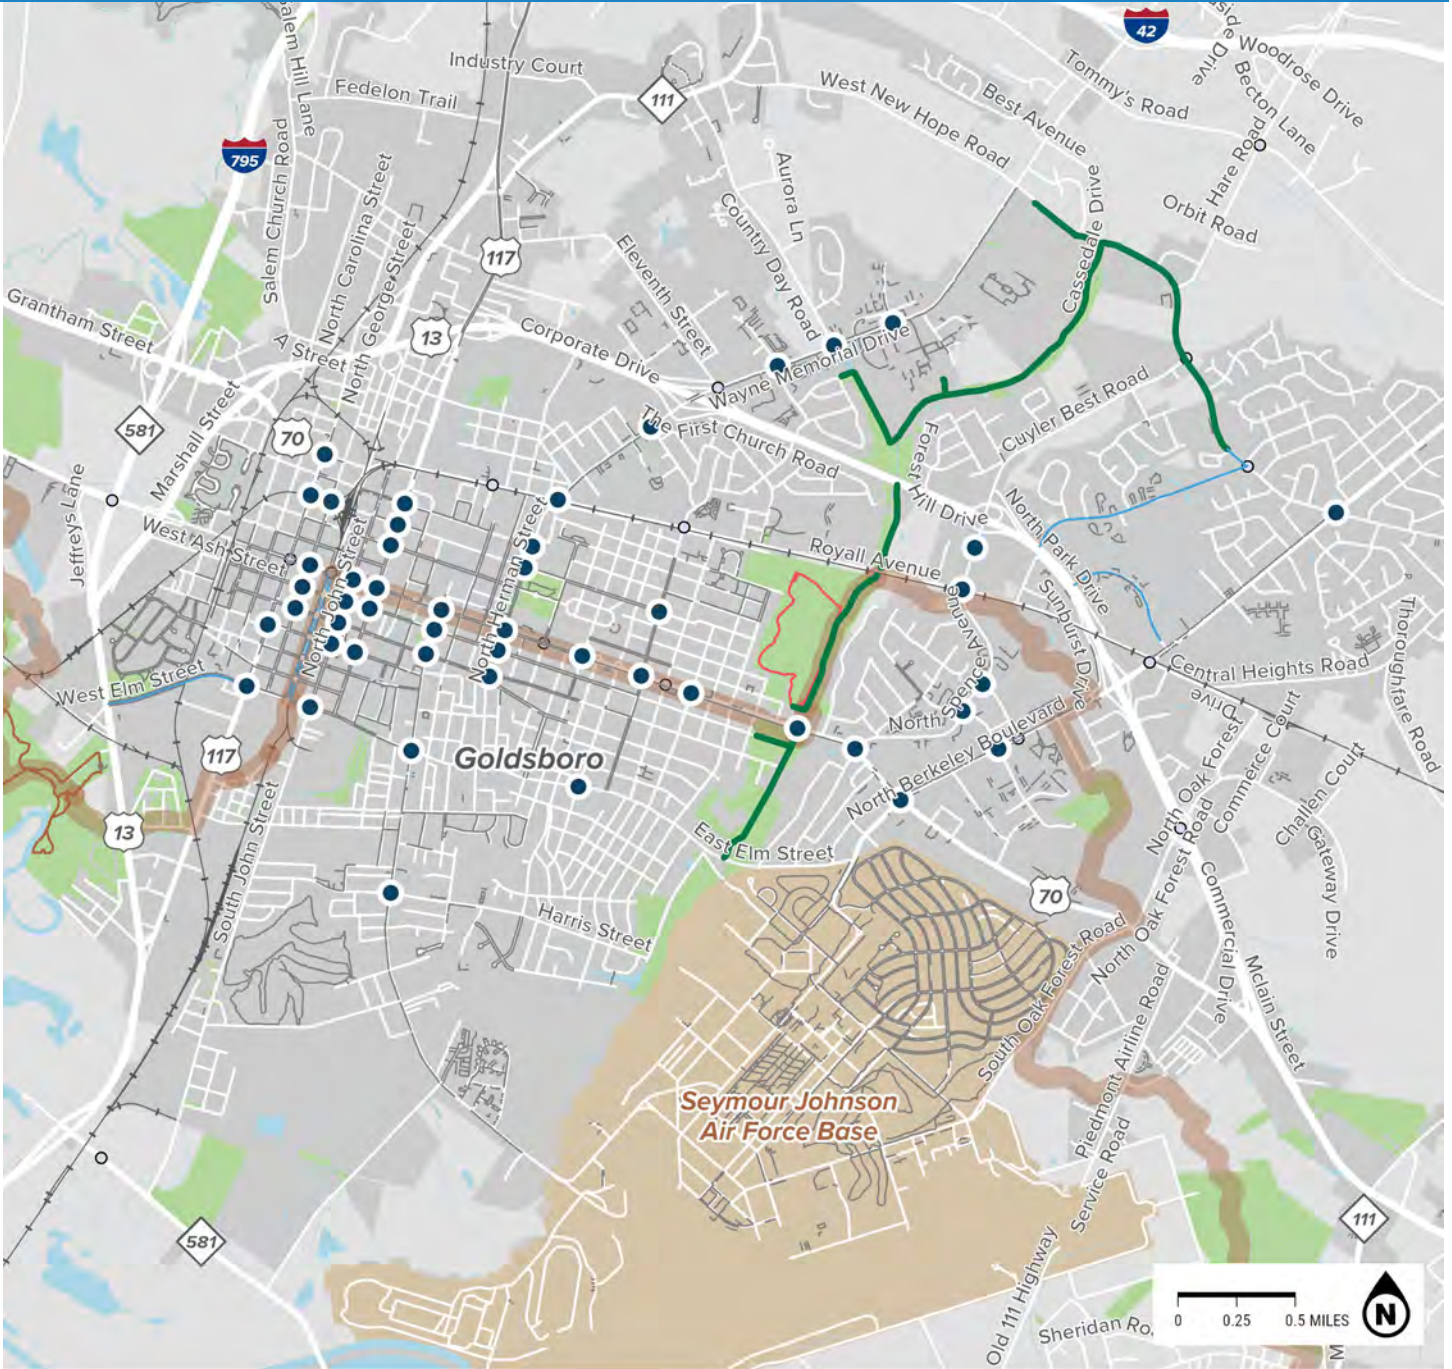 42
Woodrose Drive
Salem Hill Lane
Industry Court
Tommy's Road
Becton Lane
Fedelon Trail
111
West New Hope Road
Best Avenue
795
Hare Road
Salem Church Road
North Carolina Street
Aurora Ln
Country Day Road
Orbit Road
North George Street
117
Eleventh Street
Cassedale Drive
Grantham Street
A Street
13
Corporate Drive
Wayne Memorial Drive
581
Marshall Street
70
The First Church Road
Cuyler Best Road
Forest Hill Drive
Jeffreys Lane
West Ash Street
North John Street
North Herman Street
Royall Avenue
North Park Drive
Sunburst Drive
Thoroughfare Road
West Elm Street
North Spence Avenue
Central Heights Road
117
Goldsboro
North Berkeley Boulevard
North Oak Forest
Drive
Commerce Court
Challen Court
13
South John Street
East Elm Street
North Oak Forest Road
Gateway Drive
70
Commercial Drive
Harris Street
South Oak Forest Road
Mclain Street
Seymour Johnson
Air Force Base
Piedmont Airline Road
Service Road
581
111
Old 111 Highway
Sheridan
0 0.25 0.5 MILES
N